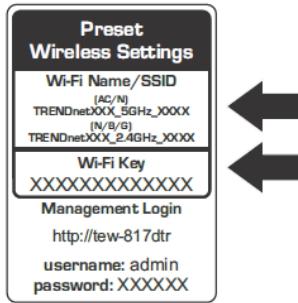 Preset
Wireless Settings
Wi-Fi Name/SSID
(AC/N)
TRENDnetXXX_5GHz_XXXX
(N/B/G)
TRENDnetXXX_2.4GHz_XXXX
Wi-Fi Key
XXXXXXXXXXXXX
Management Login
http://tew-817dtr
username: admin
password: XXXXXX